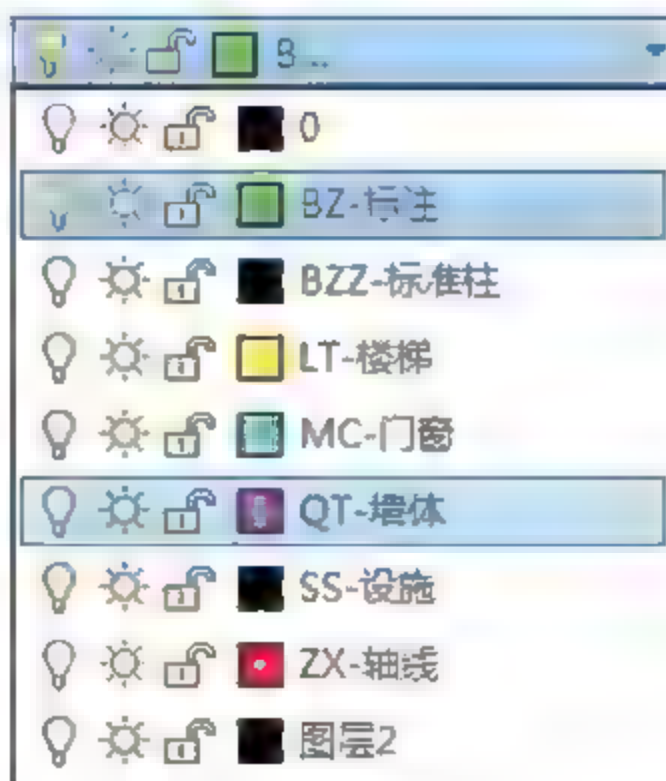 B...
0
BZ-标注
BZZ-标准柱
LT-楼梯
MC-门窗
QT-墙体
SS-设施
ZX-轴线
图层2